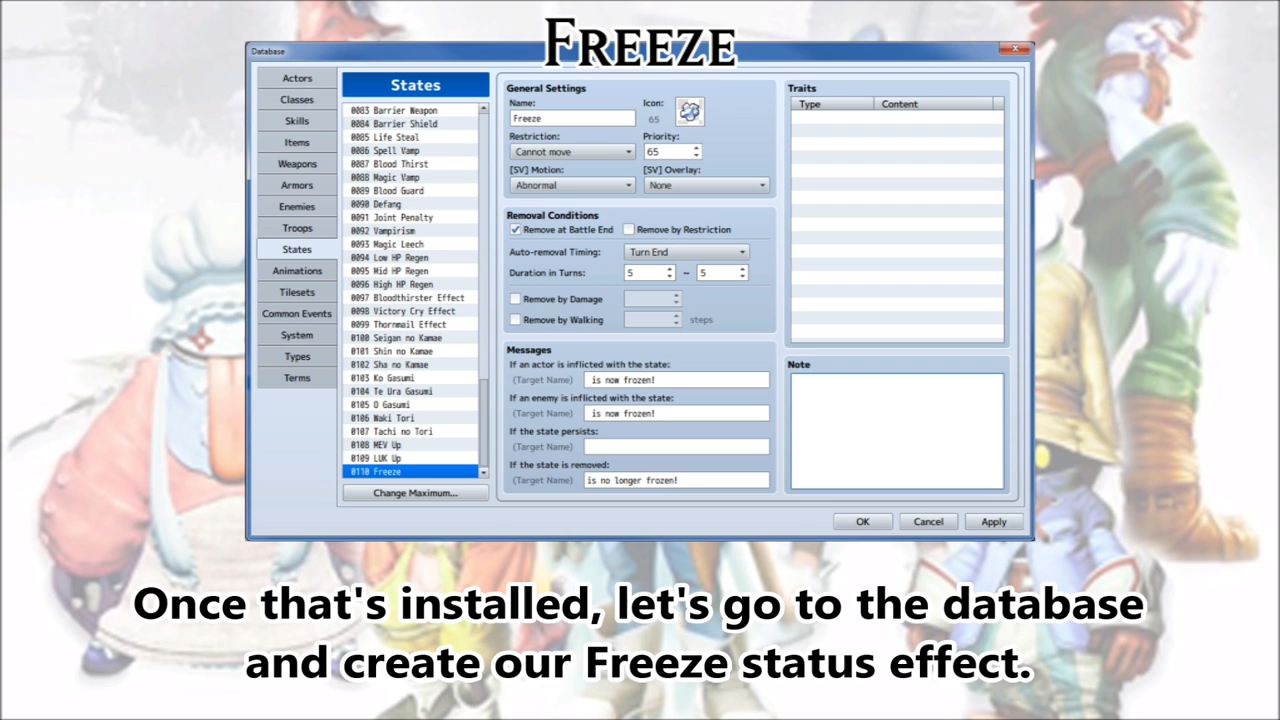 FREEZE
Database
Actors
Classes
Skills
Items
Weapons
Armors
Enemies
Troops
States
Animations
Tilesets
Common Events
System
Types
Terms
States
0083 Barrier Weapon
0084 Barrier Shield
0085 Life Steal
0086 Spell Vamp
0087 Blood Thirst
0088 Magic Vamp
0089 Blood Guard
0090 Defang
0091 Joint Penalty
0092 Vampirism
0093 Magic Leech
0094 Low HP Regen
0095 Mid HP Regen
0096 High HP Regen
0097 Bloodthirster Effect
0098 Victory Cry Effect
0099 Thornmail Effect
0100 Seigan no Kamae
0101 Shin no Kamae
0102 Sha no Kamae
0103 Ko Gasumi
0104 Te Ura Gasumi
0105 O Gasumi
0106 Waki Tori
0107 Tachi no Tori
0108 MEV Up
0109 LUK Up
0110 Freeze
Change Maximum...
General Settings
Name: Icon:
Freeze 65
Restriction: Priority:
Cannot move 65
[SV] Motion: [SV] Overlay:
Abnormal None
Removal Conditions
Remove at Battle End Remove by Restriction
Auto-removal Timing: Turn End
Duration in Turns: 5 ~ 5
Remove by Damage
Remove by Walking steps
Messages
If an actor is inflicted with the state:
(Target Name) is now frozen!
If an enemy is inflicted with the state:
(Target Name) is now frozen!
If the state persists:
(Target Name)
If the state is removed:
(Target Name) is no longer frozen!
Traits
Type Content
Note
OK Cancel Apply
Once that's installed, let's go to the database
and create our Freeze status effect.